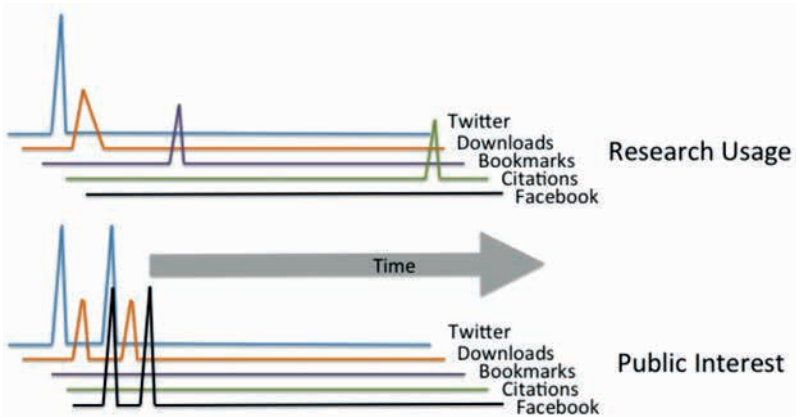 Twitter
Downloads
Bookmarks
Citations
Facebook
Research Usage
Time
Twitter
Downloads
Bookmarks
Citations
Facebook
Public Interest